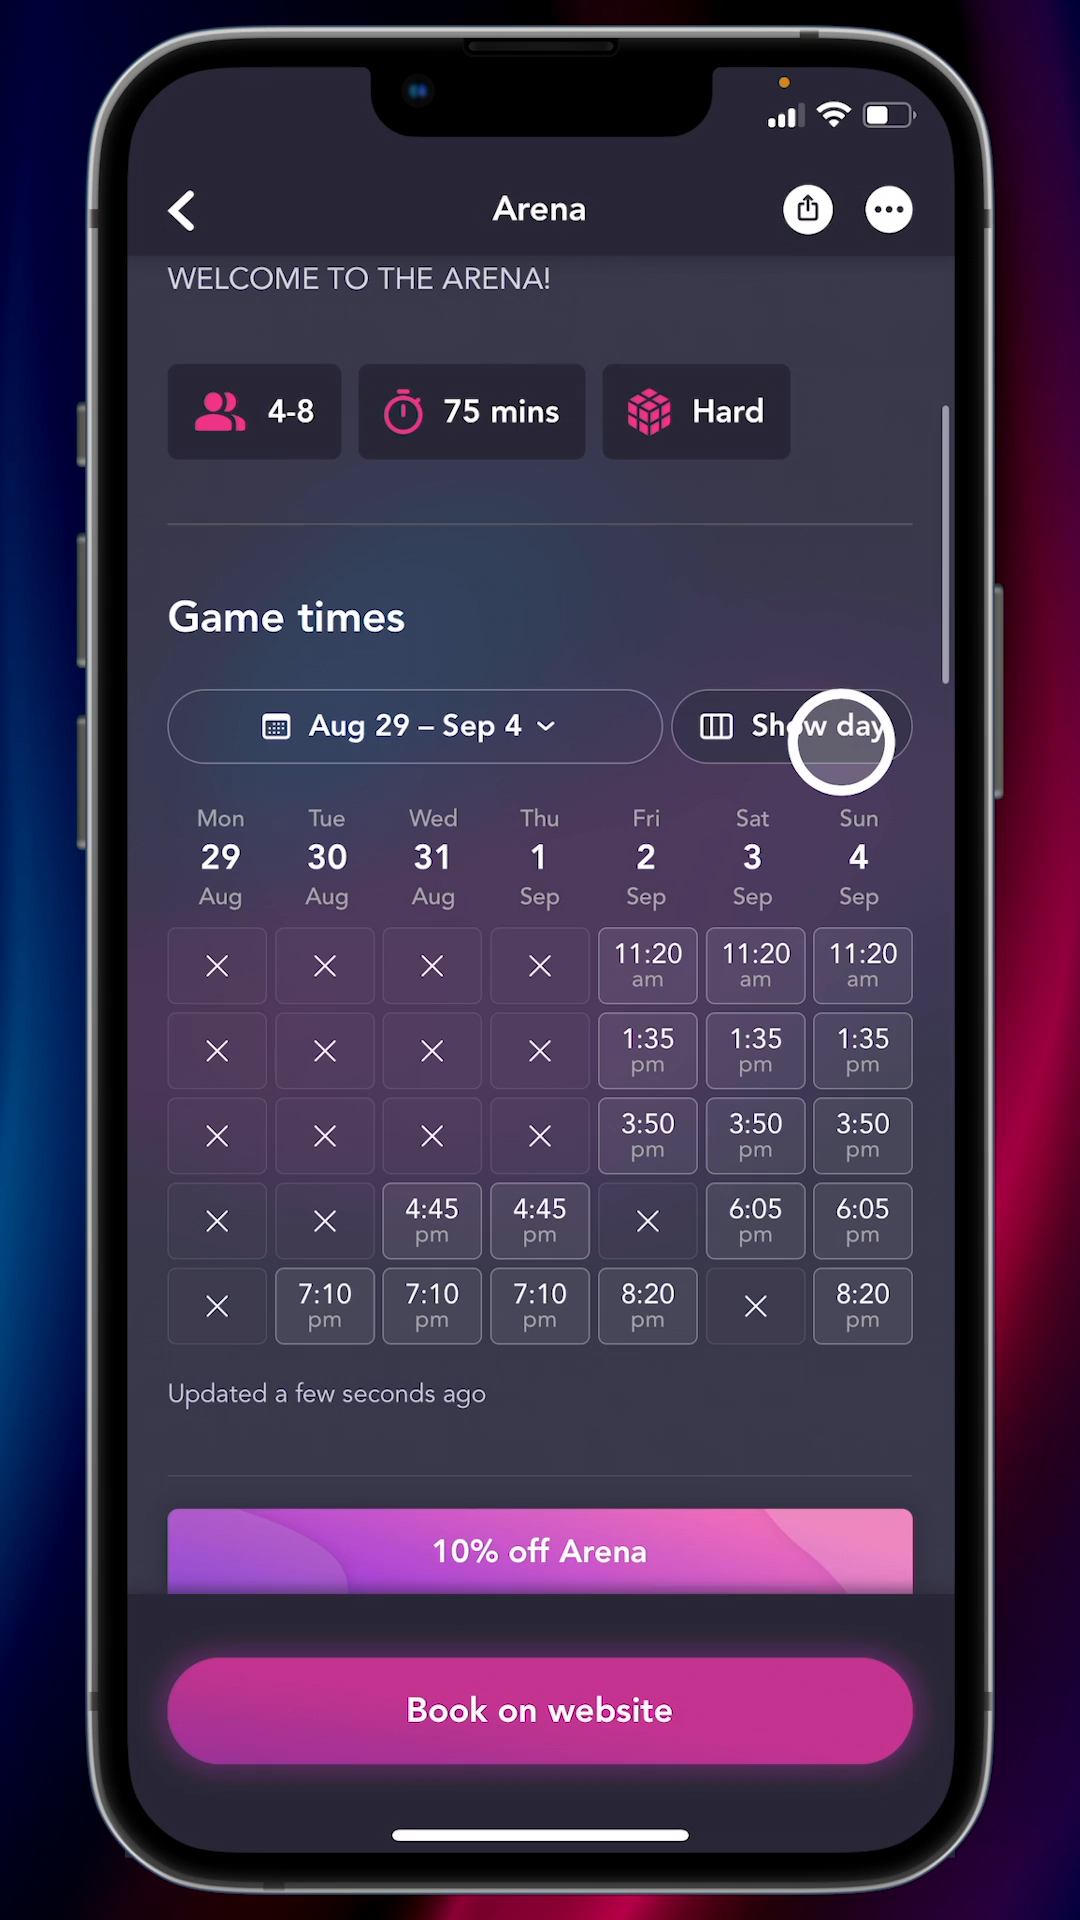 Arena
WELCOME TO THE ARENA!
4-8 75 mins Hard
Game times
Aug 29 – Sep 4 Show day
Mon Tue Wed Thu Fri Sat Sun
29 30 31 1 2 3 4
Aug Aug Aug Sep Sep Sep Sep
11:20 11:20 11:20
am am am
1:35 1:35 1:35
pm pm pm
3:50 3:50 3:50
pm pm pm
4:45 4:45 6:05 6:05
pm pm pm pm
7:10 7:10 7:10 8:20 8:20
pm pm pm pm pm
Updated a few seconds ago
10% off Arena
Book on website